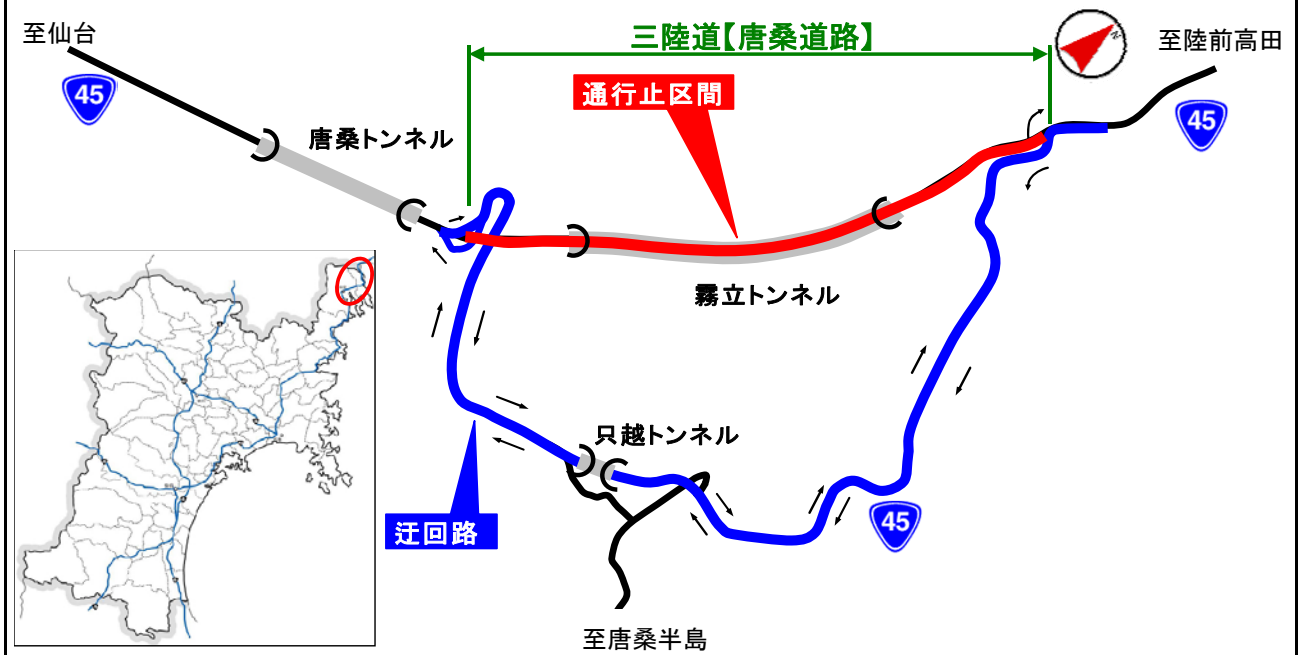 至仙台
三陸道【唐桑道路】
N
至陸前高田
45
通行止区間
45
唐桑トンネル
霧立トンネル
只越トンネル
迂回路
45
至唐桑半島